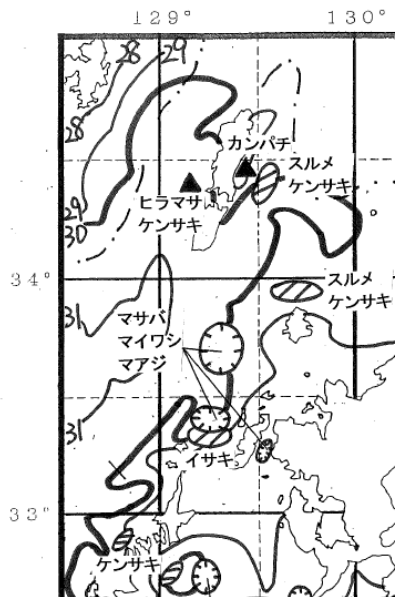 129° 130°
28 29
28
カンパチ
スルメ
ケンサキ
ヒラマサ
ケンサキ
29
30
34°
スルメ
ケンサキ
31
マサバ
マイワシ
マアジ
31
イサキ
33°
ケンサキ